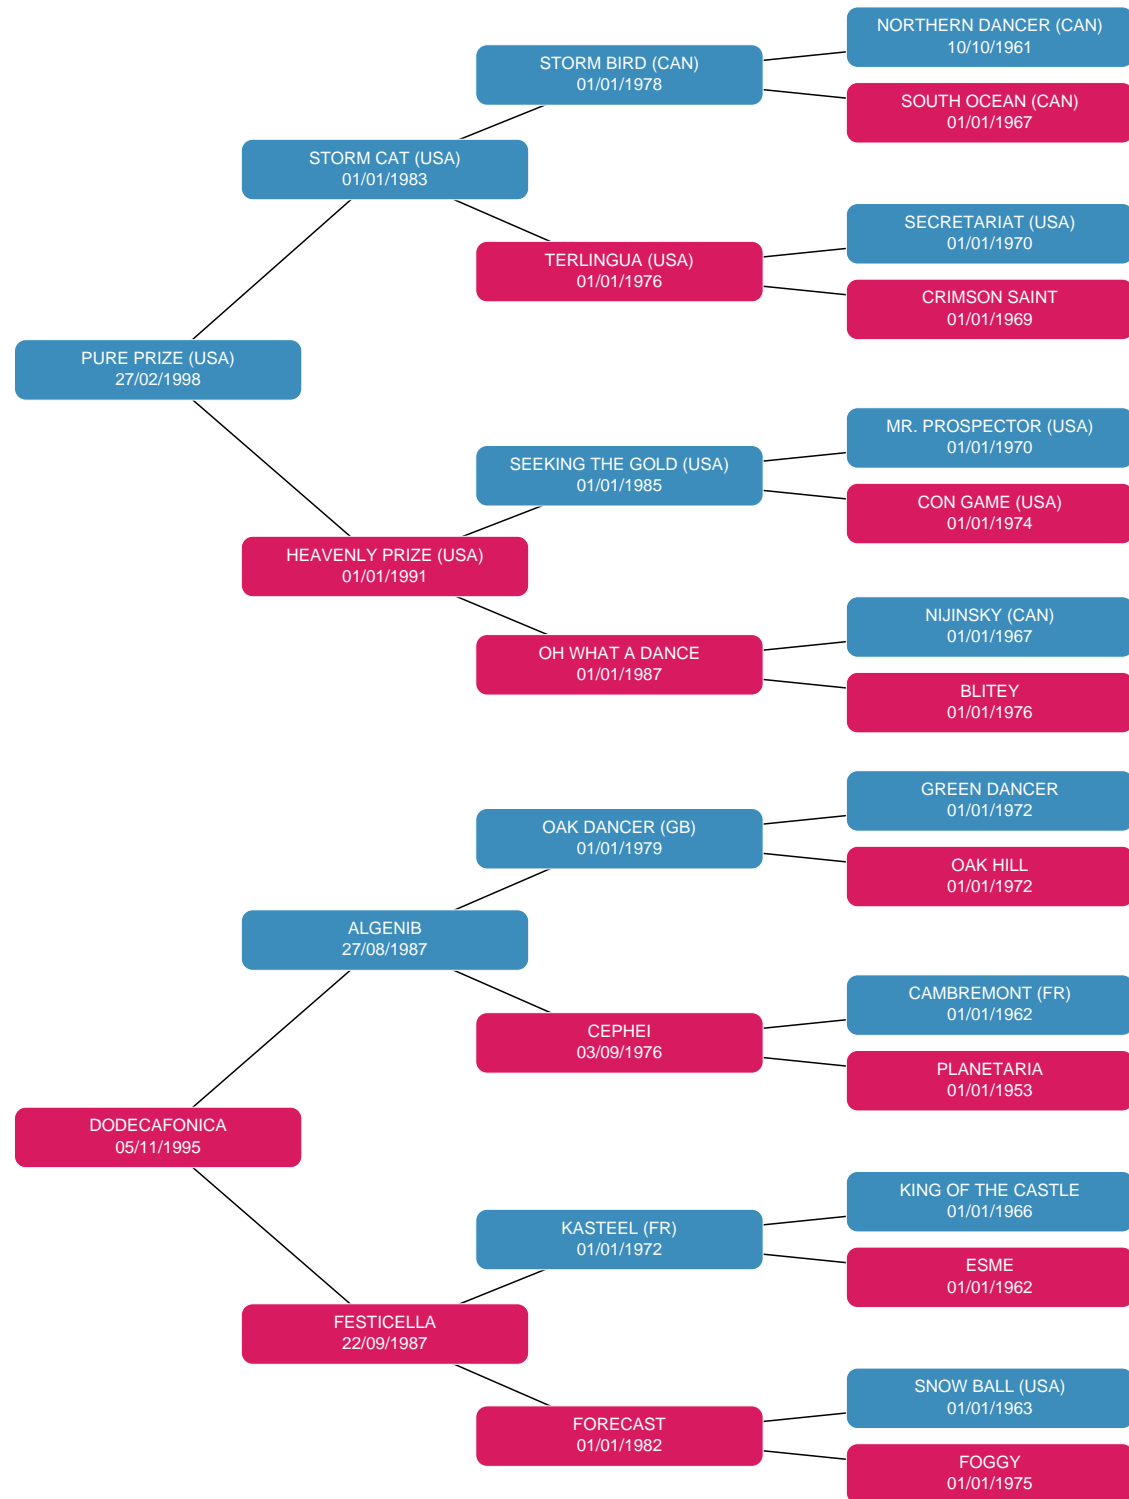 NORTHERN DANCER (CAN)
10/10/1961
STORM BIRD (CAN)
01/01/1978
SOUTH OCEAN (CAN)
01/01/1967
STORM CAT (USA)
01/01/1983
SECRETARIAT (USA)
01/01/1970
TERLINGUA (USA)
01/01/1976
CRIMSON SAINT
01/01/1969
PURE PRIZE (USA)
27/02/1998
MR. PROSPECTOR (USA)
01/01/1970
SEEKING THE GOLD (USA)
01/01/1985
CON GAME (USA)
01/01/1974
HEAVENLY PRIZE (USA)
01/01/1991
NIJINSKY (CAN)
01/01/1967
OH WHAT A DANCE
01/01/1987
BLITEY
01/01/1976
GREEN DANCER
01/01/1972
OAK DANCER (GB)
01/01/1979
OAK HILL
01/01/1972
ALGENIB
27/08/1987
CAMBREMONT (FR)
01/01/1962
CEPHEI
03/09/1976
PLANETARIA
01/01/1953
DODECAFONICA
05/11/1995
KING OF THE CASTLE
01/01/1966
KASTEEL (FR)
01/01/1972
ESME
01/01/1962
FESTICELLA
22/09/1987
SNOW BALL (USA)
01/01/1963
FORECAST
01/01/1982
FOGGY
01/01/1975